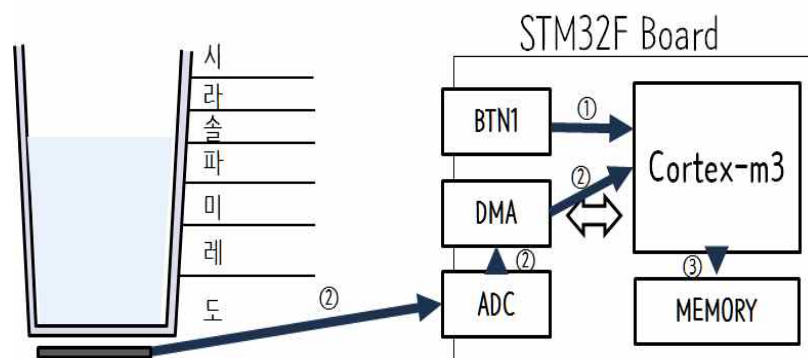 STM32F Board
시
라
솔
파
미
레
도
②
BTN1
①
②
Cortex-m3
DMA
②
③
ADC
MEMORY